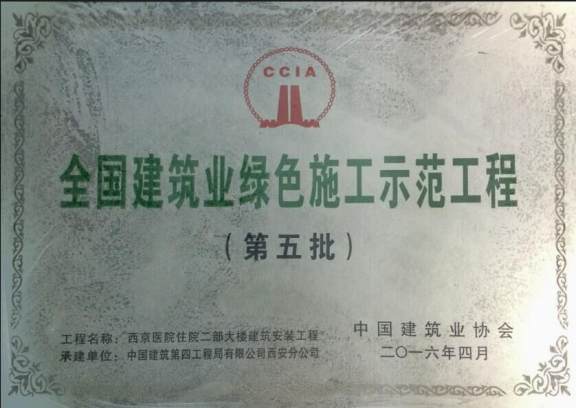 CCIA
全国建筑业绿色施工示范工程
（第五批）
工程名称：西京医院住院二部大楼建筑安装工程
承建单位：中国建筑第四工程局有限公司西安分公司
中国建筑业协会
二〇一六年四月